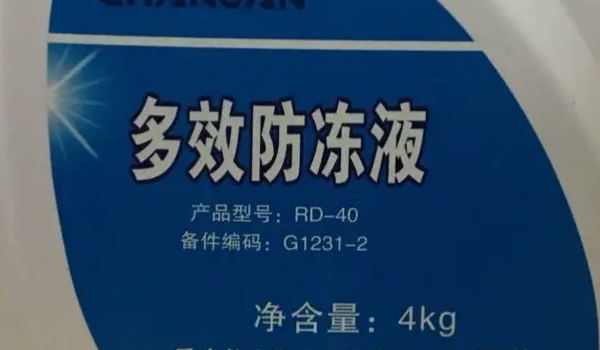 CHANGAN
多效防冻液
产品型号：RD-40
备件编码：G1231-2
净含量：4kg